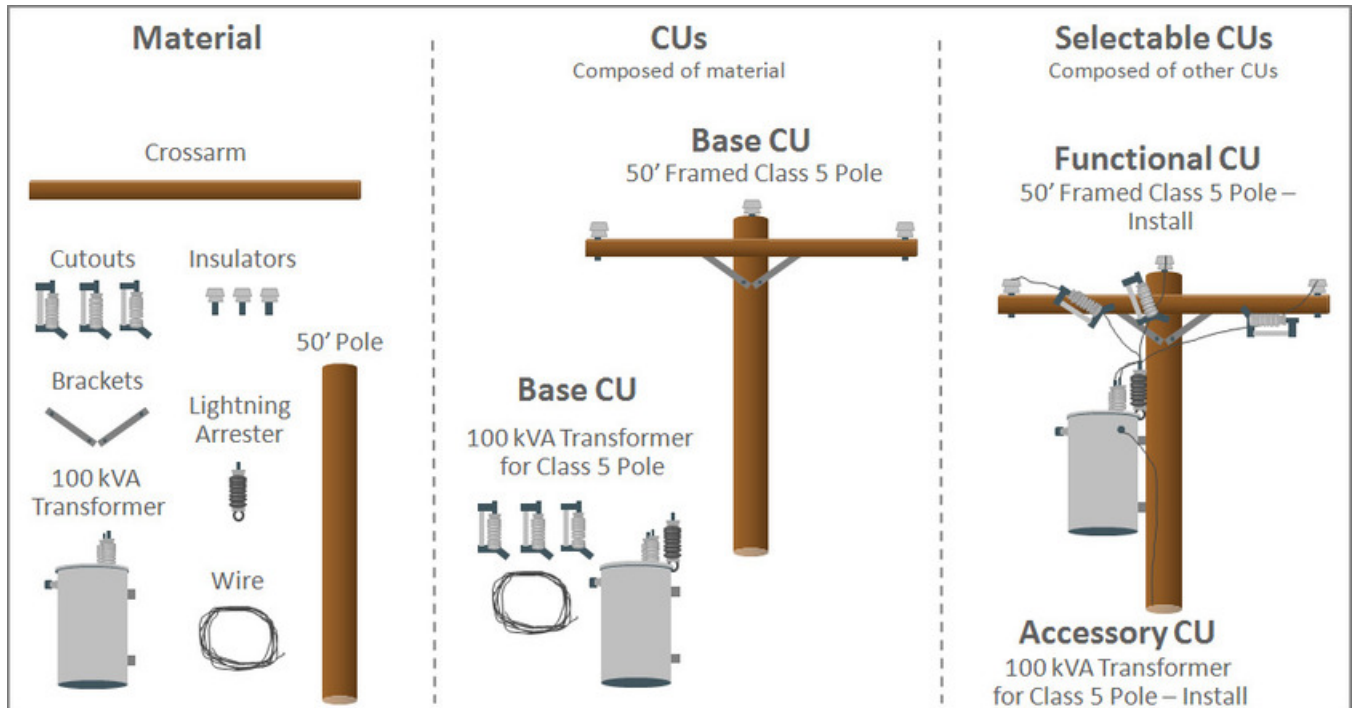 Material
Crossarm
Cutouts
Insulators
50’ Pole
Brackets
Lightning
Arrester
100 kVA
Transformer
Wire
CUs
Composed of material
Base CU
50’ Framed Class 5 Pole
Base CU
100 kVA Transformer
for Class 5 Pole
Selectable CUs
Composed of other CUs
Functional CU
50’ Framed Class 5 Pole –
Install
Accessory CU
100 kVA Transformer
for Class 5 Pole – Install